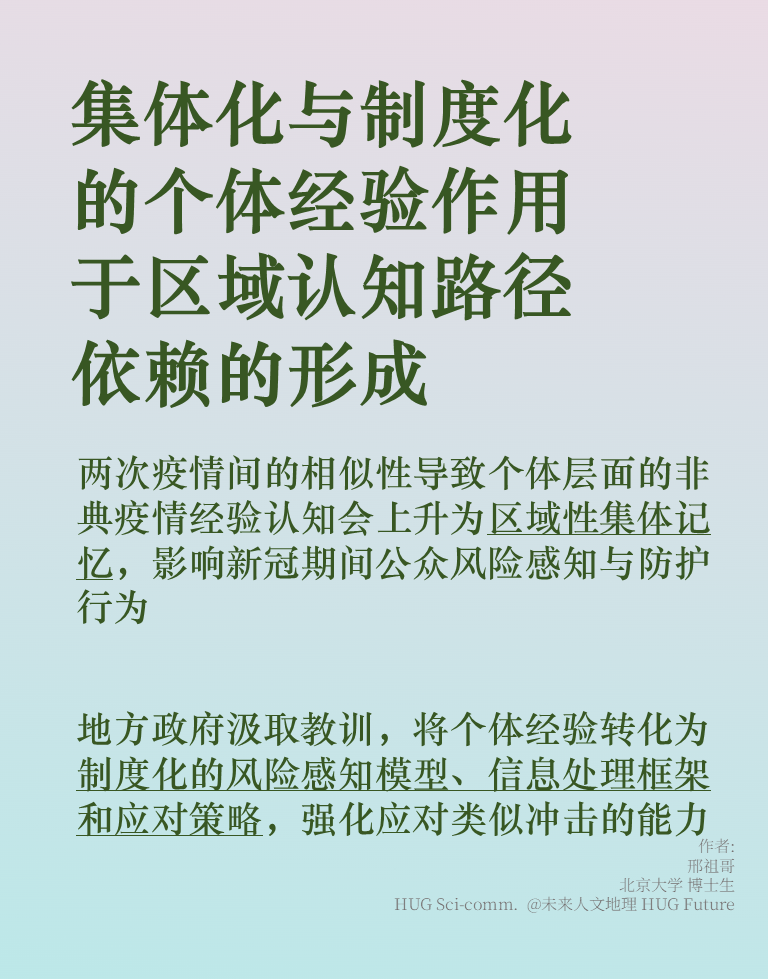 集体化与制度化
的个体经验作用
于区域认知路径
依赖的形成
两次疫情间的相似性导致个体层面的非
典疫情经验认知会上升为区域性集体记
忆，影响新冠期间公众风险感知与防护
行为
地方政府汲取教训，将个体经验转化为
制度化的风险感知模型、信息处理框架
和应对策略，强化应对类似冲击的能力
作者:
邢祖哥
北京大学 博士生
HUG Sci-comm. @未来人文地理 HUG Future